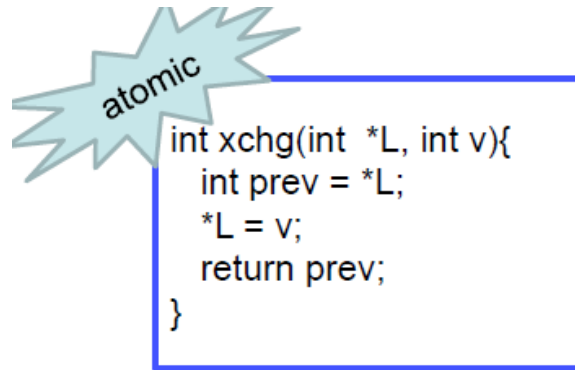 atomic
int xchg(int  *L, int v){
int prev = *L;
*L = v;
return prev;
}